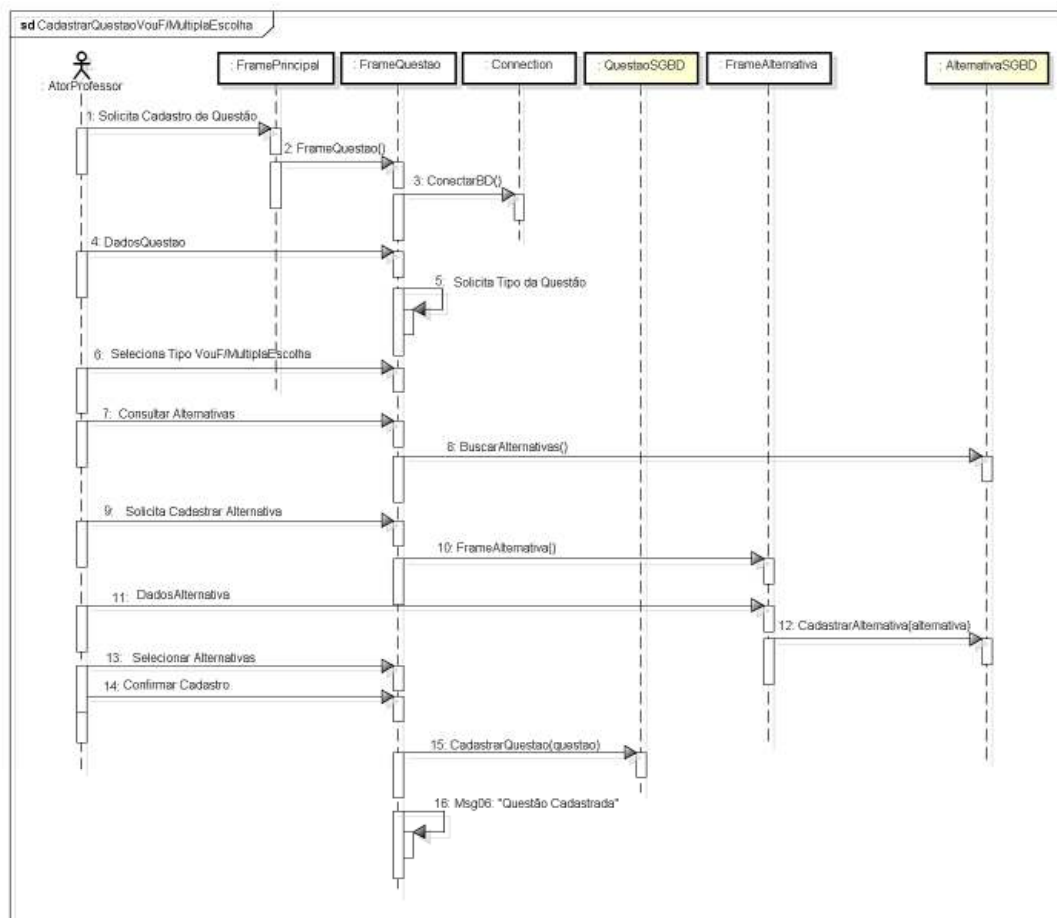 sd CadastrarQuestaoVouF/MultiplaEscolha
: AtorProfessor
: FramePrincipal
: FrameQuestao
: Connection
: QuestaoSGBD
: FrameAlternativa
: AlternativaSGBD
1: Solicita Cadastro de Questão
2: FrameQuestao()
3: ConectarBD()
4: DadosQuestao
5: Solicita Tipo da Questão
6: Seleciona Tipo VouF/MultiplaEscolha
7: Consultar Alternativas
8: BuscarAlternativas()
9: Solicita Cadastrar Alternativa
10: FrameAlternativa()
11: DadosAlternativa
12: CadastrarAlternativa(alternativa)
13: Selecionar Alternativas
14: Confirmar Cadastro
15: CadastrarQuestao(questao)
16: Msg06: "Questão Cadastrada"